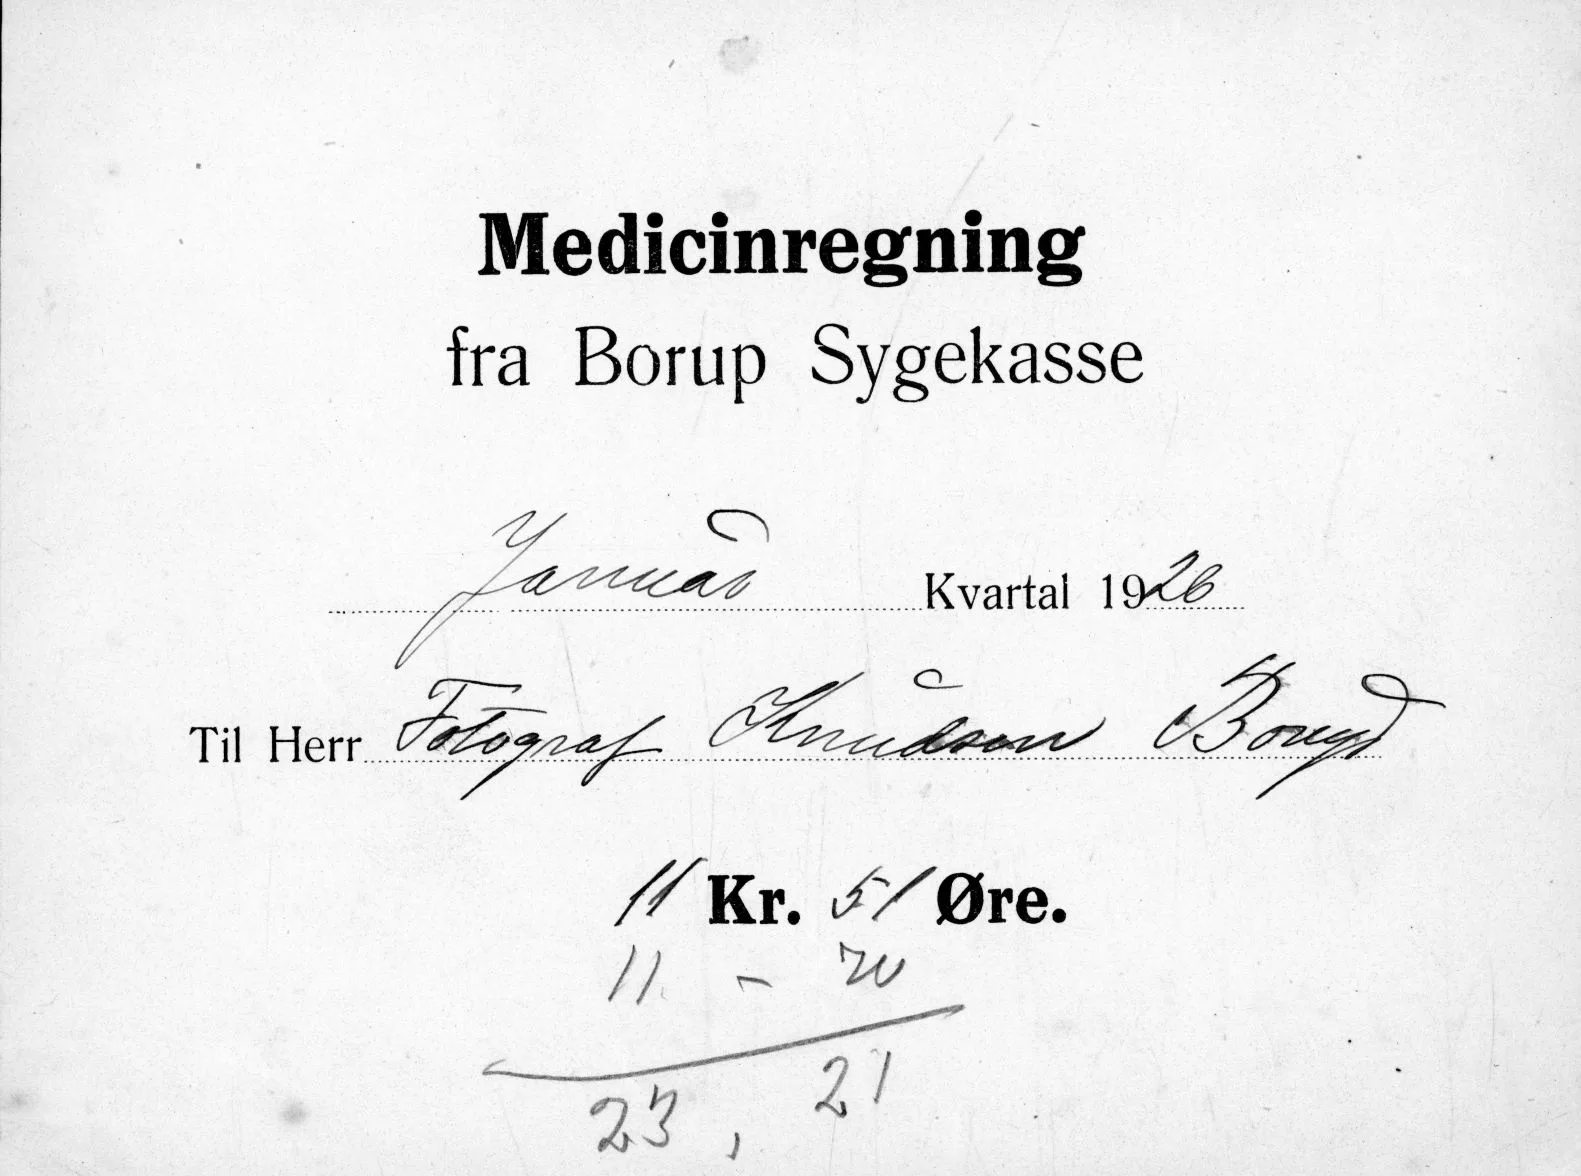 Medicinregning
fra Borup Sygekasse
Januar Kvartal 1926
Til Herr Fotograf Knudsen Borup
11 Kr. 51 Øre.
11 - 70
23, 21